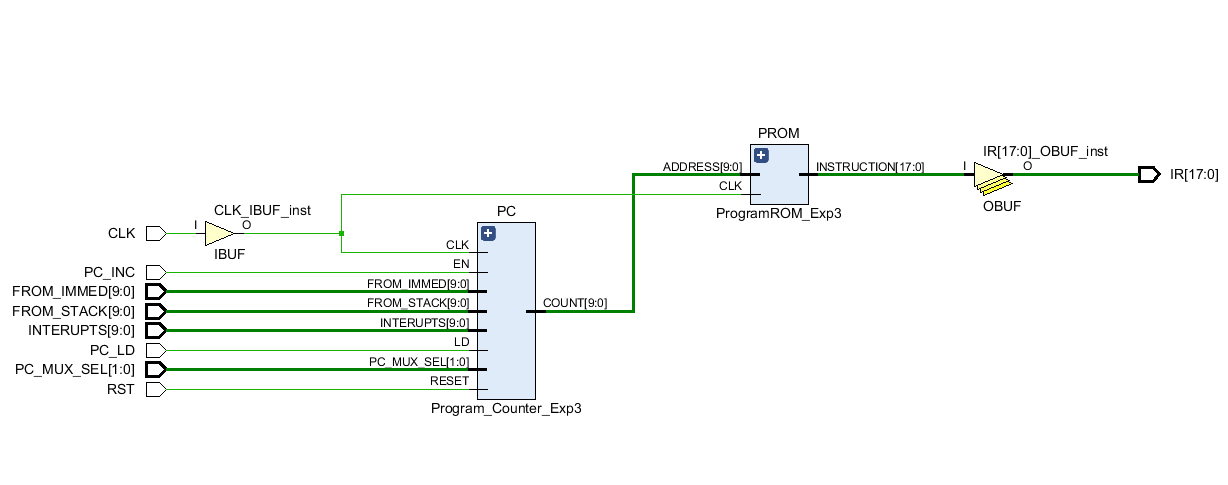 PROM
ADDRESS[9:0]
INSTRUCTION[17:0]
CLK
ProgramROM_Exp3
IR[17:0]_OBUF_inst
I
O
OBUF
IR[17:0]
CLK_IBUF_inst
CLK
I
O
IBUF
PC
CLK
PC_INC
EN
FROM_IMMED[9:0]
FROM_IMMED[9:0]
FROM_STACK[9:0]
FROM_STACK[9:0]
COUNT[9:0]
INTERUPTS[9:0]
INTERUPTS[9:0]
PC_LD
LD
PC_MUX_SEL[1:0]
PC_MUX_SEL[1:0]
RST
RESET
Program_Counter_Exp3